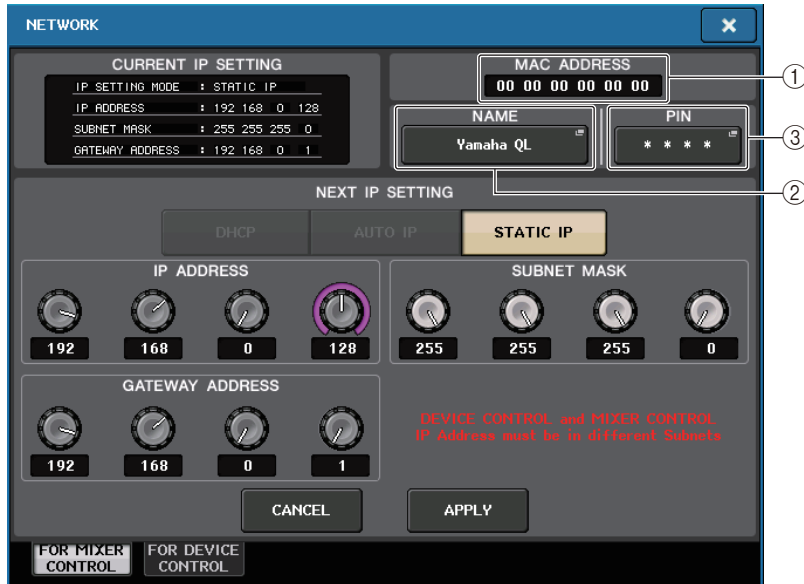 NETWORK
×
CURRENT IP SETTING
IP SETTING MODE : STATIC IP
IP ADDRESS : 192 168 0 128
SUBNET MASK : 255 255 255 0
GATEWAY ADDRESS : 192 168 0 1
MAC ADDRESS
00 00 00 00 00 00
①
NAME
Yamaha QL
PIN
* * * *
③
②
NEXT IP SETTING
DHCP
AUTO IP
STATIC IP
IP ADDRESS
192 168 0 128
SUBNET MASK
255 255 255 0
GATEWAY ADDRESS
192 168 0 1
DEVICE CONTROL and MIXER CONTROL
IP Address must be in different Subnets
CANCEL
APPLY
FOR MIXER
CONTROL
FOR DEVICE
CONTROL